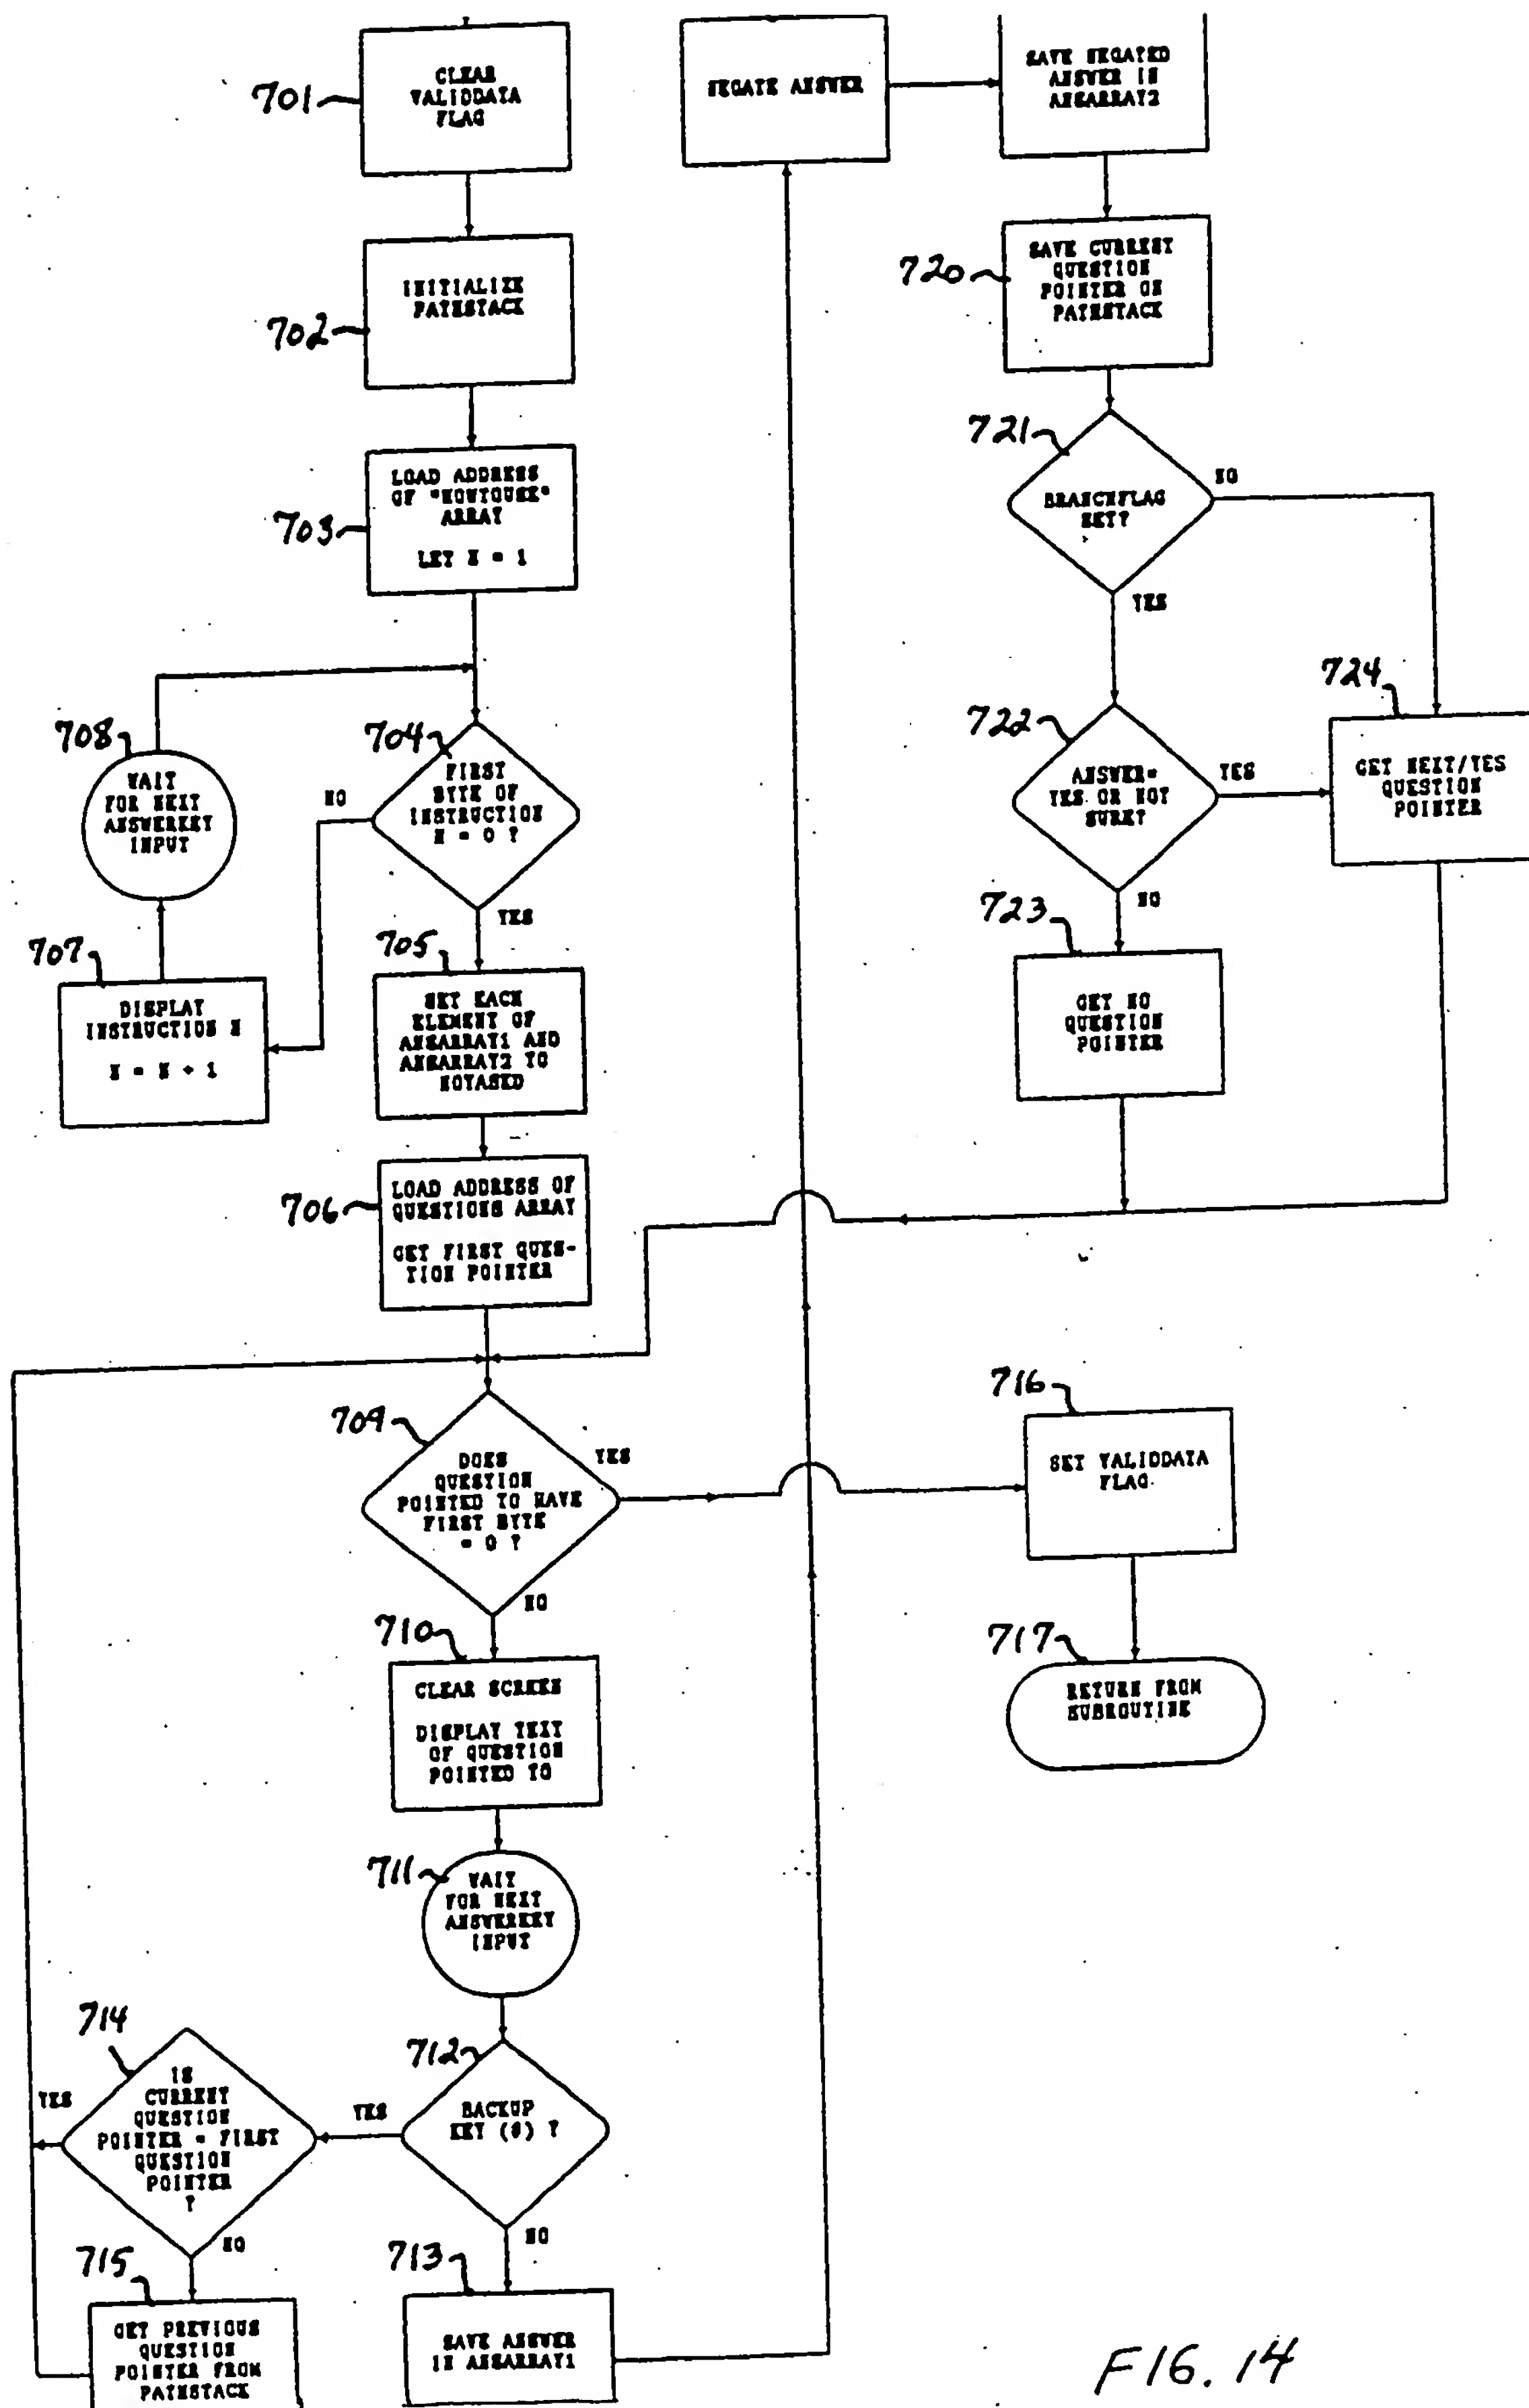 701
CLEAR
VALIDDATA
FLAG
702
INITIALIZE
PATHSTACK
703
LOAD ADDRESS
OF "HOWTOUSE"
ARRAY
LET N = 1
708
WAIT
FOR NEXT
ANSWERKEY
INPUT
704
FIRST
BYTE OF
INSTRUCTION
N = 0 ?
NO
YES
707
DISPLAY
INSTRUCTION N
N = N + 1
705
SET EACH
ELEMENT OF
ANSARRAY1 AND
ANSARRAY2 TO
NOTASKED
706
LOAD ADDRESS OF
QUESTIONS ARRAY
GET FIRST QUES-
TION POINTER
709
DOES
QUESTION
POINTED TO HAVE
FIRST BYTE
= 0 ?
YES
NO
710
CLEAR SCREEN
DISPLAY TEXT
OF QUESTION
POINTED TO
711
WAIT
FOR NEXT
ANSWERKEY
INPUT
712
BACKUP
KEY (#) ?
YES
NO
714
IS
CURRENT
QUESTION
POINTER = FIRST
QUESTION
POINTER
?
YES
NO
715
GET PREVIOUS
QUESTION
POINTER FROM
PATHSTACK
713
SAVE ANSWER
IN ANSARRAY1
NEGATE ANSWER
SAVE NEGATED
ANSWER IN
ANSARRAY2
720
SAVE CURRENT
QUESTION
POINTER ON
PATHSTACK
721
BRANCHFLAG
SET?
NO
YES
722
ANSWER=
YES OR NOT
SURE?
YES
NO
724
GET NEXT/YES
QUESTION
POINTER
723
GET NO
QUESTION
POINTER
716
SET VALIDDATA
FLAG
717
RETURN FROM
SUBROUTINE
FIG. 14